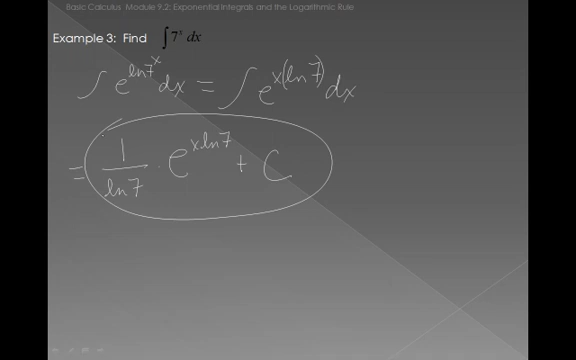 Basic Calculus Module 9.2: Exponential Integrals and the Logarithmic Rule
Example 3: Find ∫ 7ˣ dx
∫ e^(ln 7ˣ) dx = ∫ e^(x(ln 7)) dx
= 1/(ln 7) · e^(x ln 7) + C